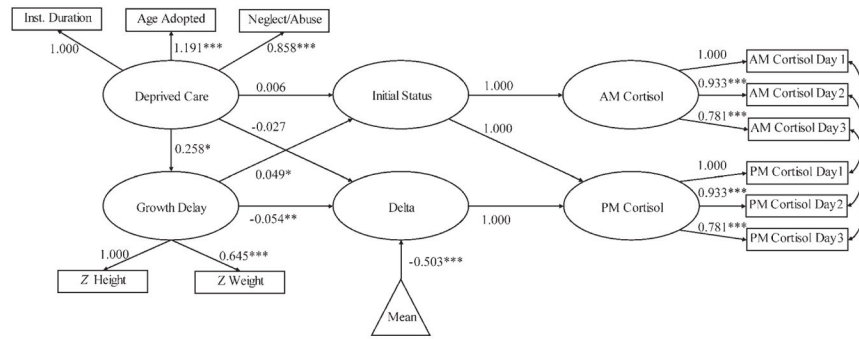 Inst. Duration
Age Adopted
Neglect/Abuse
1.000
1.191***
0.858***
Deprived Care
0.006
Initial Status
1.000
AM Cortisol
1.000
AM Cortisol Day 1
0.933***
AM Cortisol Day2
0.781***
AM Cortisol Day3
-0.027
1.000
0.258*
0.049*
Growth Delay
-0.054**
Delta
1.000
PM Cortisol
1.000
PM Cortisol Day1
0.933***
PM Cortisol Day2
0.781***
PM Cortisol Day3
1.000
0.645***
Z Height
Z Weight
-0.503***
Mean